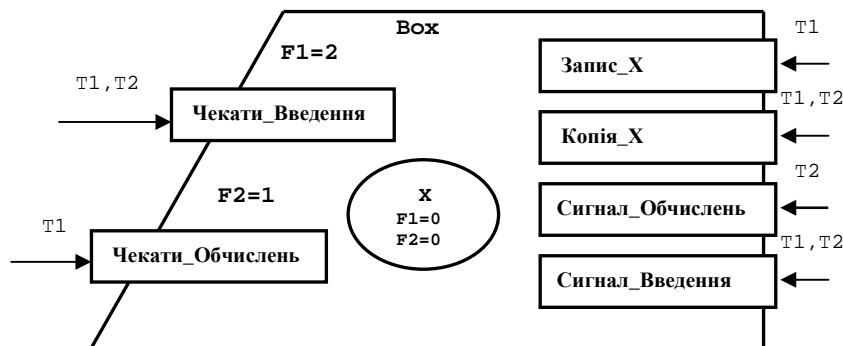 Box
T1
F1=2
Запис_X
T1,T2
T1,T2
Чекати_Введення
Копія_X
T2
F2=1
X
F1=0
F2=0
Сигнал_Обчислень
T1
T1,T2
Чекати_Обчислень
Сигнал_Введення